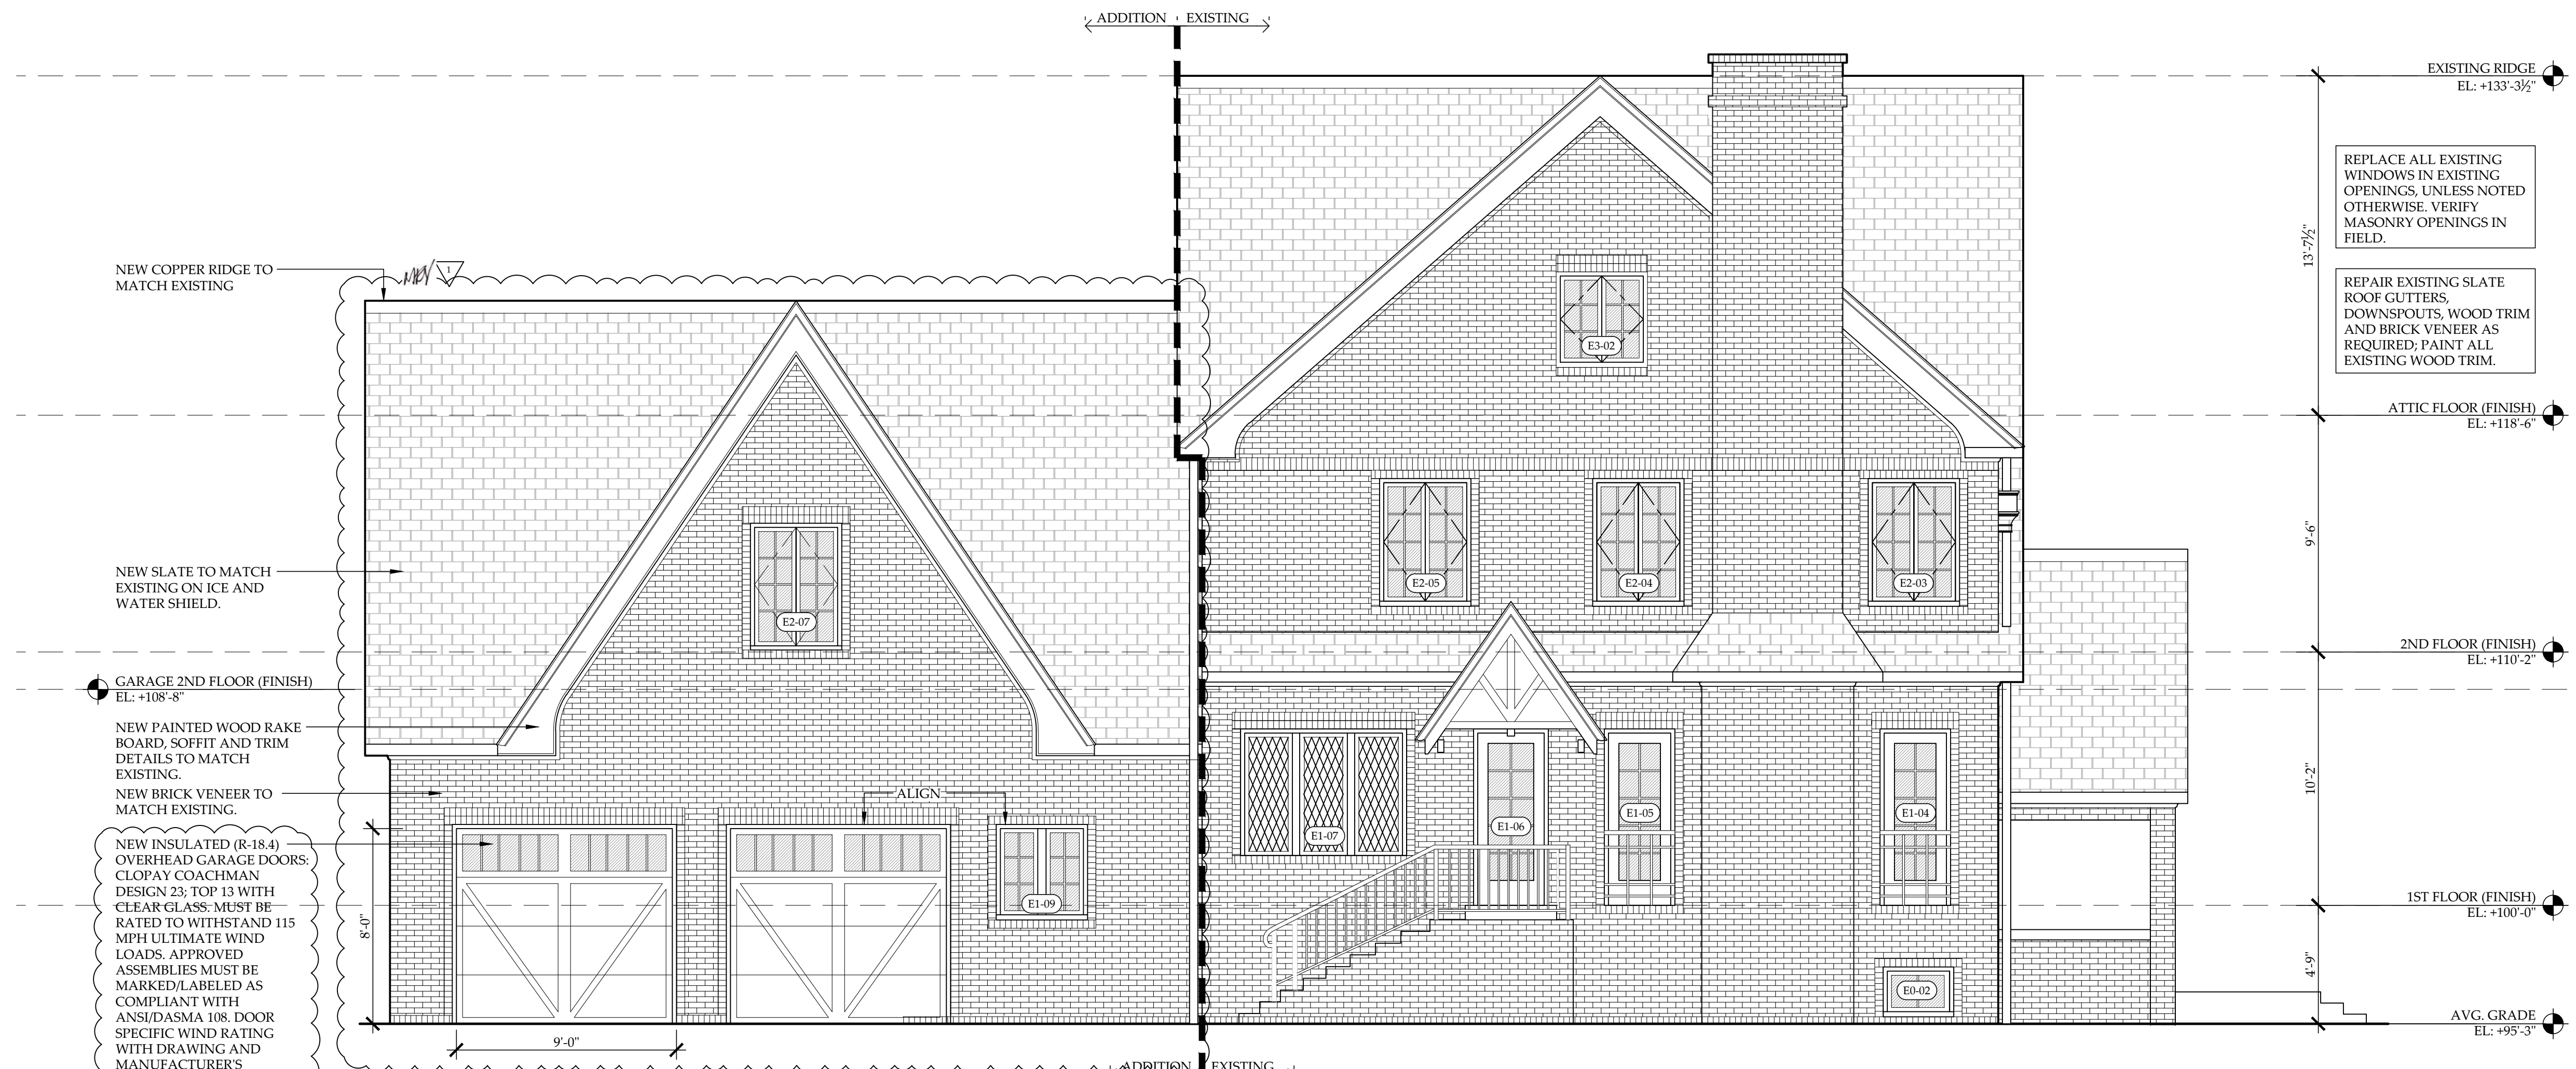 ADDITION EXISTING
EXISTING RIDGE
EL: +133'-3½"
REPLACE ALL EXISTING
WINDOWS IN EXISTING
OPENINGS, UNLESS NOTED
OTHERWISE. VERIFY
MASONRY OPENINGS IN
FIELD.
13'-7½"
NEW COPPER RIDGE TO
MATCH EXISTING
1
REPAIR EXISTING SLATE
ROOF GUTTERS,
DOWNSPOUTS, WOOD TRIM
AND BRICK VENEER AS
REQUIRED; PAINT ALL
EXISTING WOOD TRIM.
E3-02
ATTIC FLOOR (FINISH)
EL: +118'-6"
9'-6"
NEW SLATE TO MATCH
EXISTING ON ICE AND
WATER SHIELD.
E2-07
E2-05
E2-04
E2-03
2ND FLOOR (FINISH)
EL: +110'-2"
GARAGE 2ND FLOOR (FINISH)
EL: +108'-8"
NEW PAINTED WOOD RAKE
BOARD, SOFFIT AND TRIM
DETAILS TO MATCH
EXISTING.
NEW BRICK VENEER TO
MATCH EXISTING.
ALIGN
10'-2"
E1-07
E1-06
E1-05
E1-04
NEW INSULATED (R-18.4)
OVERHEAD GARAGE DOORS:
CLOPAY COACHMAN
DESIGN 23; TOP 13 WITH
CLEAR GLASS. MUST BE
RATED TO WITHSTAND 115
MPH ULTIMATE WIND
LOADS. APPROVED
ASSEMBLIES MUST BE
MARKED/LABELED AS
COMPLIANT WITH
ANSI/DASMA 108. DOOR
SPECIFIC WIND RATING
WITH DRAWING AND
MANUFACTURER'S
8'-0"
E1-09
1ST FLOOR (FINISH)
EL: +100'-0"
4'-9"
E0-02
AVG. GRADE
EL: +95'-3"
9'-0"
ADDITION EXISTING